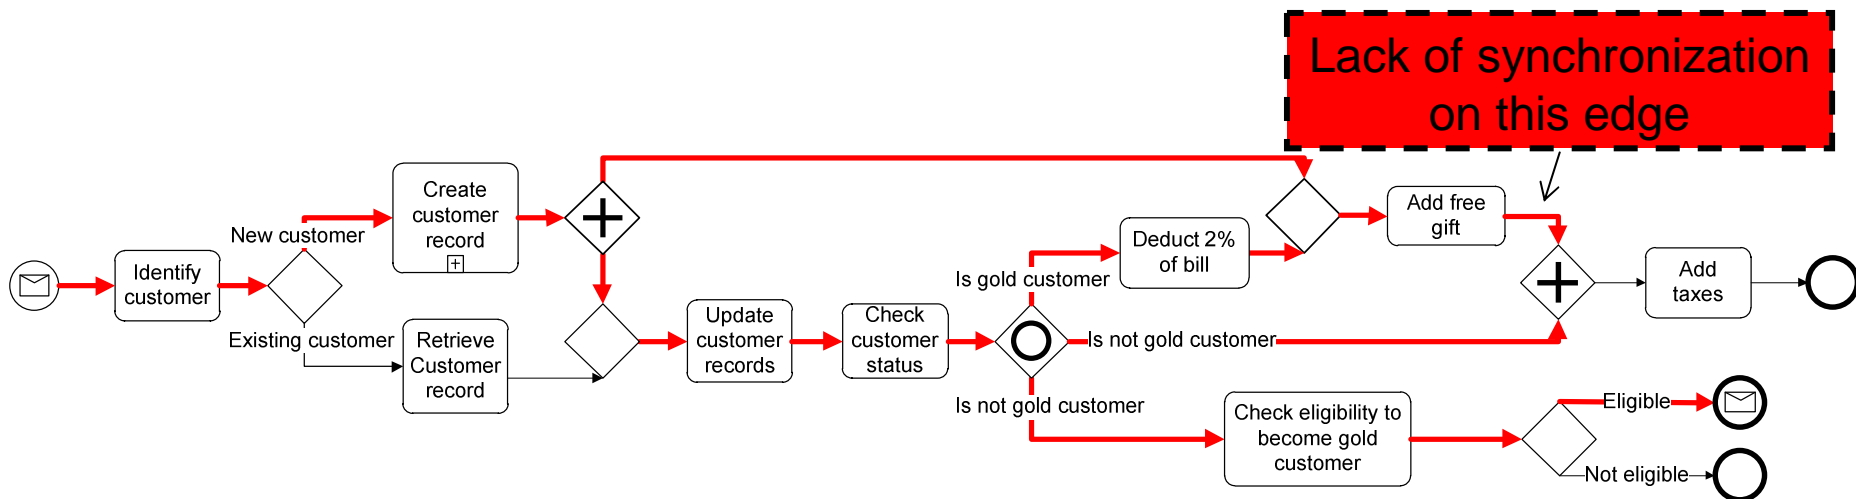 Lack of synchronization
on this edge
Create
customer
record
New customer
Identify
customer
Existing customer
Retrieve
Customer
record
Update
customer
records
Check
customer
status
Is gold customer
Deduct 2%
of bill
Add free
gift
Is not gold customer
Add
taxes
Is not gold customer
Check eligibility to
become gold
customer
Eligible
Not eligible